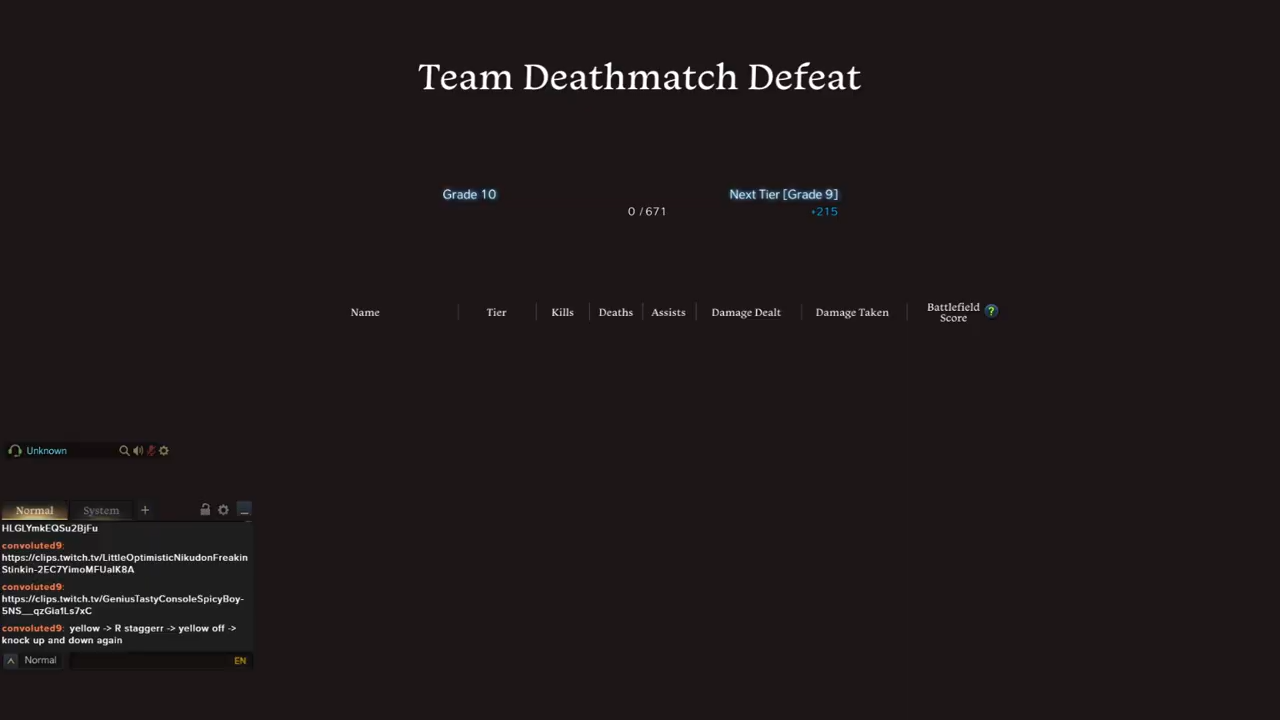 Team Deathmatch Defeat
Grade 10
Next Tier [Grade 9]
0 / 671
+215
Name
Tier
Kills
Deaths
Assists
Damage Dealt
Damage Taken
Battlefield
Score
?
Unknown
Normal
System
+
HLGLYmkEQSu2BjFu
convoluted9:
https://clips.twitch.tv/LittleOptimisticNikudonFreakin
Stinkin-2EC7YImoMFUaIK8A
convoluted9:
https://clips.twitch.tv/GeniusTastyConsoleSpicyBoy-
5NS__qzGia1Ls7xC
convoluted9: yellow -> R staggerr -> yellow off ->
knock up and down again
Normal
EN